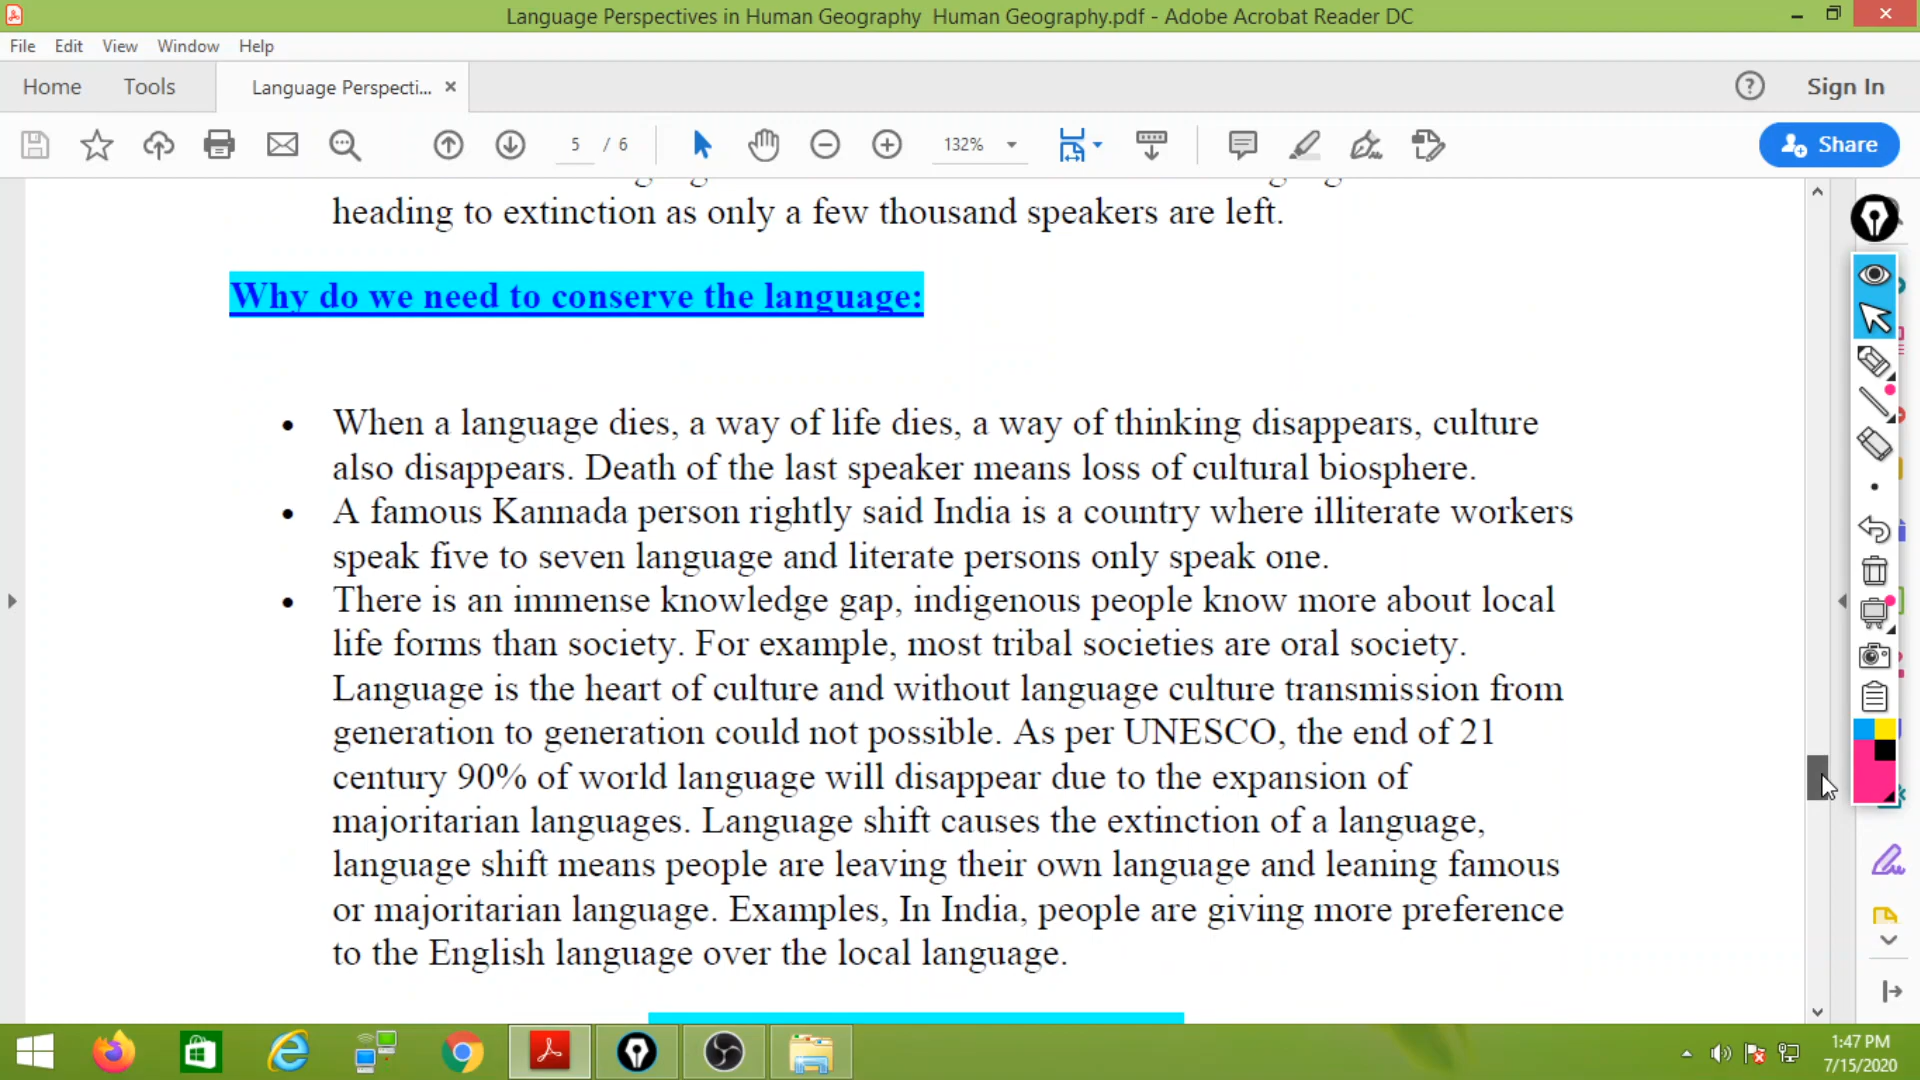 Language Perspectives in Human Geography  Human Geography.pdf - Adobe Acrobat Reader DC
File Edit View Window Help
Home Tools Language Perspecti... Sign In
5 / 6 132% Share
heading to extinction as only a few thousand speakers are left.
Why do we need to conserve the language:
• When a language dies, a way of life dies, a way of thinking disappears, culture
also disappears. Death of the last speaker means loss of cultural biosphere.
• A famous Kannada person rightly said India is a country where illiterate workers
speak five to seven language and literate persons only speak one.
• There is an immense knowledge gap, indigenous people know more about local
life forms than society. For example, most tribal societies are oral society.
Language is the heart of culture and without language culture transmission from
generation to generation could not possible. As per UNESCO, the end of 21
century 90% of world language will disappear due to the expansion of
majoritarian languages. Language shift causes the extinction of a language,
language shift means people are leaving their own language and leaning famous
or majoritarian language. Examples, In India, people are giving more preference
to the English language over the local language.
1:47 PM
7/15/2020